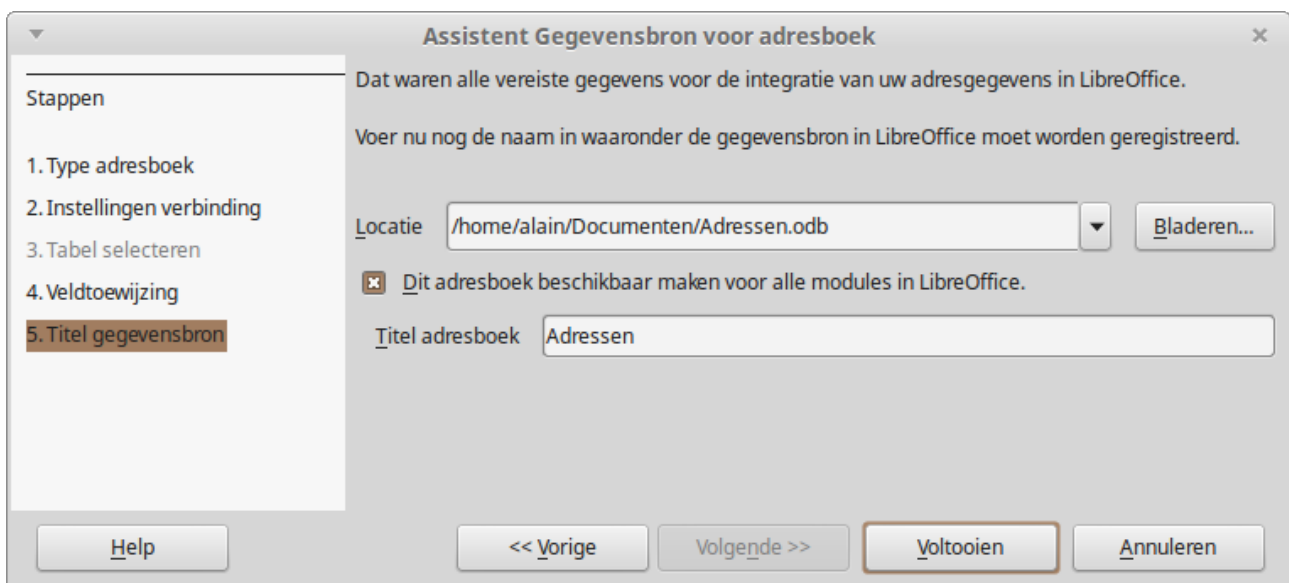 Assistent Gegevensbron voor adresboek
Stappen
1. Type adresboek
2. Instellingen verbinding
3. Tabel selecteren
4. Veldtoewijzing
5. Titel gegevensbron
Dat waren alle vereiste gegevens voor de integratie van uw adresgegevens in LibreOffice.
Voer nu nog de naam in waaronder de gegevensbron in LibreOffice moet worden geregistreerd.
Locatie /home/alain/Documenten/Adressen.odb Bladeren...
Dit adresboek beschikbaar maken voor alle modules in LibreOffice.
Titel adresboek Adressen
Help << Vorige Volgende >> Voltooien Annuleren